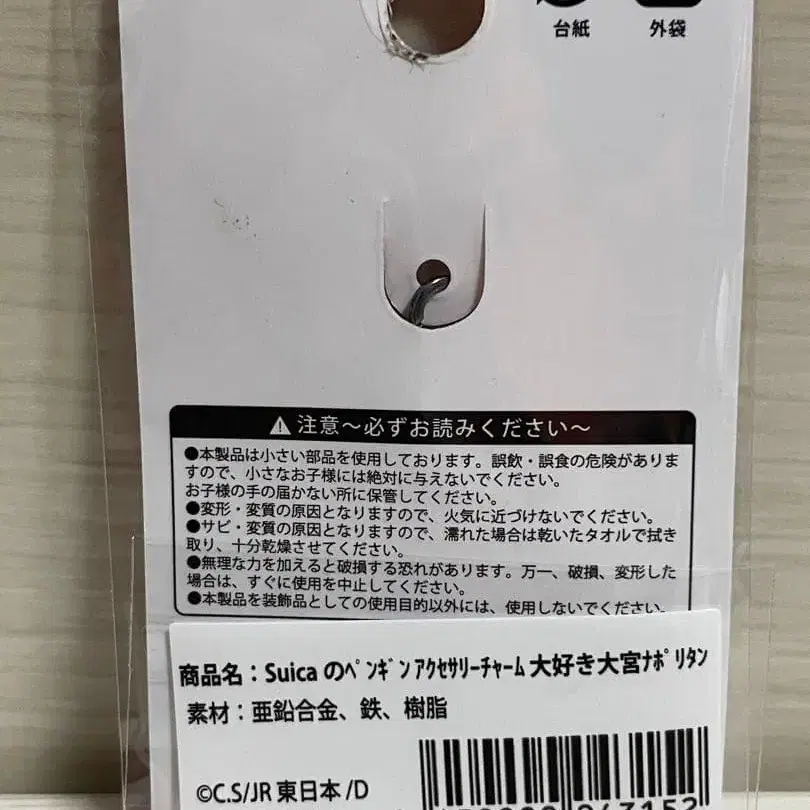 台紙 外袋
注意～必ずお読みください～
●本製品は小さい部品を使用しております。誤飲・誤食の危険がありま
すので、小さなお子様には絶対に与えないでください。
お子様の手の届かない所に保管してください。
●変形・変質の原因となりますので、火気に近づけないでください。
●サビ・変質の原因となりますので、濡れた場合は乾いたタオルで拭き
取り、十分乾燥させてください。
●無理な力を加えると破損する恐れがあります。万一、破損、変形した
場合は、すぐに使用を中止してください。
●本製品を装飾品としての使用目的以外には、使用しないでください。
商品名：Suica のﾍﾟﾝｷﾞﾝ ｱｸｾｻﾘｰﾁｬｰﾑ 大好き大宮ﾅﾎﾟﾘﾀﾝ
素材：亜鉛合金、鉄、樹脂
©C.S/JR 東日本 /D